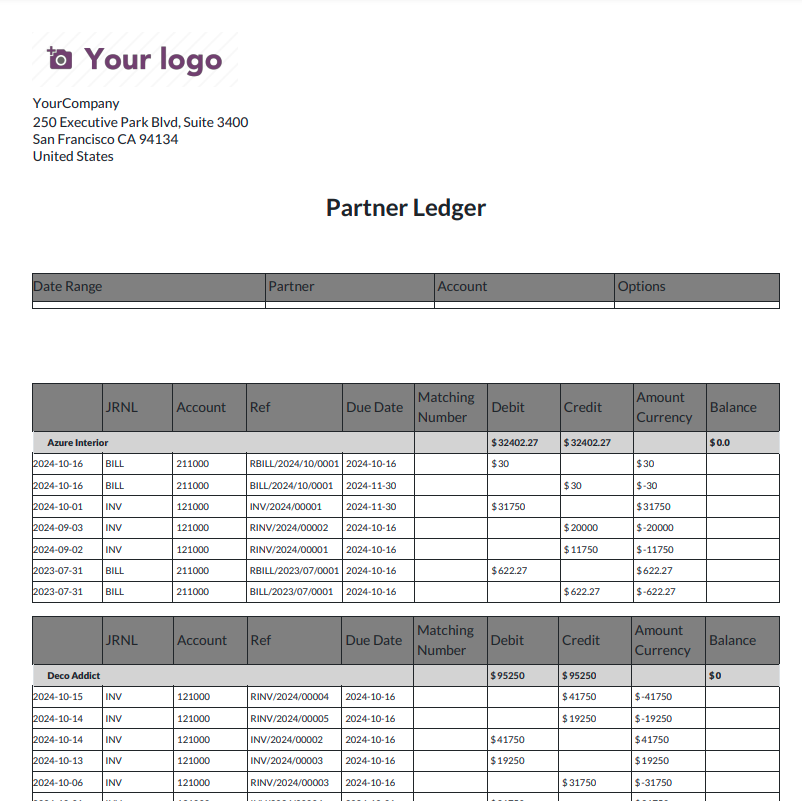 Your logo
YourCompany
250 Executive Park Blvd, Suite 3400
San Francisco CA 94134
United States
Partner Ledger
Date Range Partner Account Options
JRNL Account Ref Due Date Matching Number Debit Credit Amount Currency Balance
Azure Interior $ 32402.27 $ 32402.27 $ 0.0
2024-10-16 BILL 211000 RBILL/2024/10/0001 2024-10-16 $ 30 $ 30
2024-10-16 BILL 211000 BILL/2024/10/0001 2024-11-30 $ 30 $ -30
2024-10-01 INV 121000 INV/2024/00001 2024-11-30 $ 31750 $ 31750
2024-09-03 INV 121000 RINV/2024/00002 2024-10-16 $ 20000 $ -20000
2024-09-02 INV 121000 RINV/2024/00001 2024-10-16 $ 11750 $ -11750
2023-07-31 BILL 211000 RBILL/2023/07/0001 2024-10-16 $ 622.27 $ 622.27
2023-07-31 BILL 211000 BILL/2023/07/0001 2024-10-16 $ 622.27 $ -622.27
JRNL Account Ref Due Date Matching Number Debit Credit Amount Currency Balance
Deco Addict $ 95250 $ 95250 $ 0
2024-10-15 INV 121000 RINV/2024/00004 2024-10-16 $ 41750 $ -41750
2024-10-14 INV 121000 RINV/2024/00005 2024-10-16 $ 19250 $ -19250
2024-10-14 INV 121000 INV/2024/00002 2024-10-16 $ 41750 $ 41750
2024-10-13 INV 121000 INV/2024/00003 2024-10-16 $ 19250 $ 19250
2024-10-06 INV 121000 RINV/2024/00003 2024-10-16 $ 31750 $ -31750